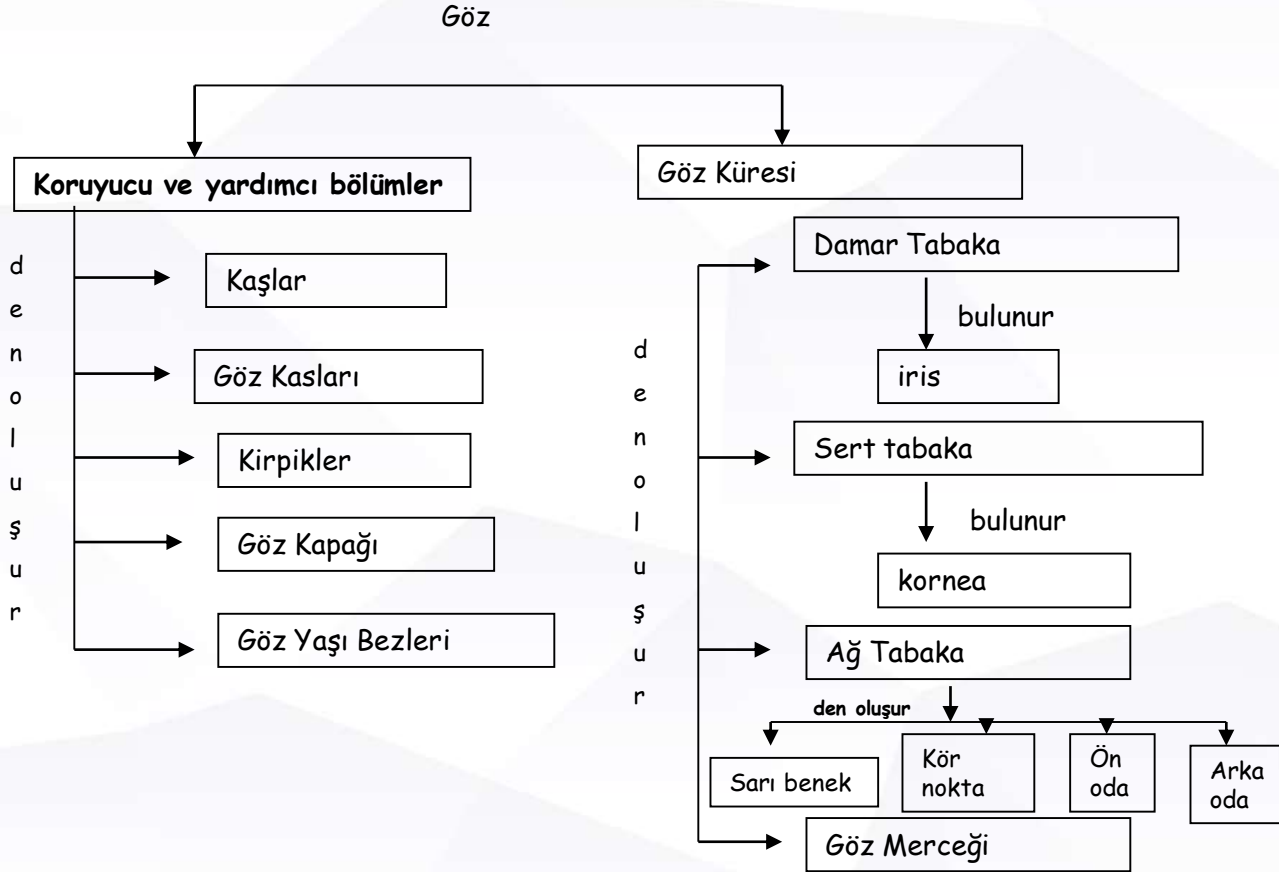 Göz
Koruyucu ve yardımcı bölümler
denoluşur
Kaşlar
Göz Kasları
Kirpikler
Göz Kapağı
Göz Yaşı Bezleri
Göz Küresi
denoluşur
Damar Tabaka
bulunur
iris
Sert tabaka
bulunur
kornea
Ağ Tabaka
den oluşur
Sarı benek
Kör
nokta
Ön
oda
Arka
oda
Göz Merceği